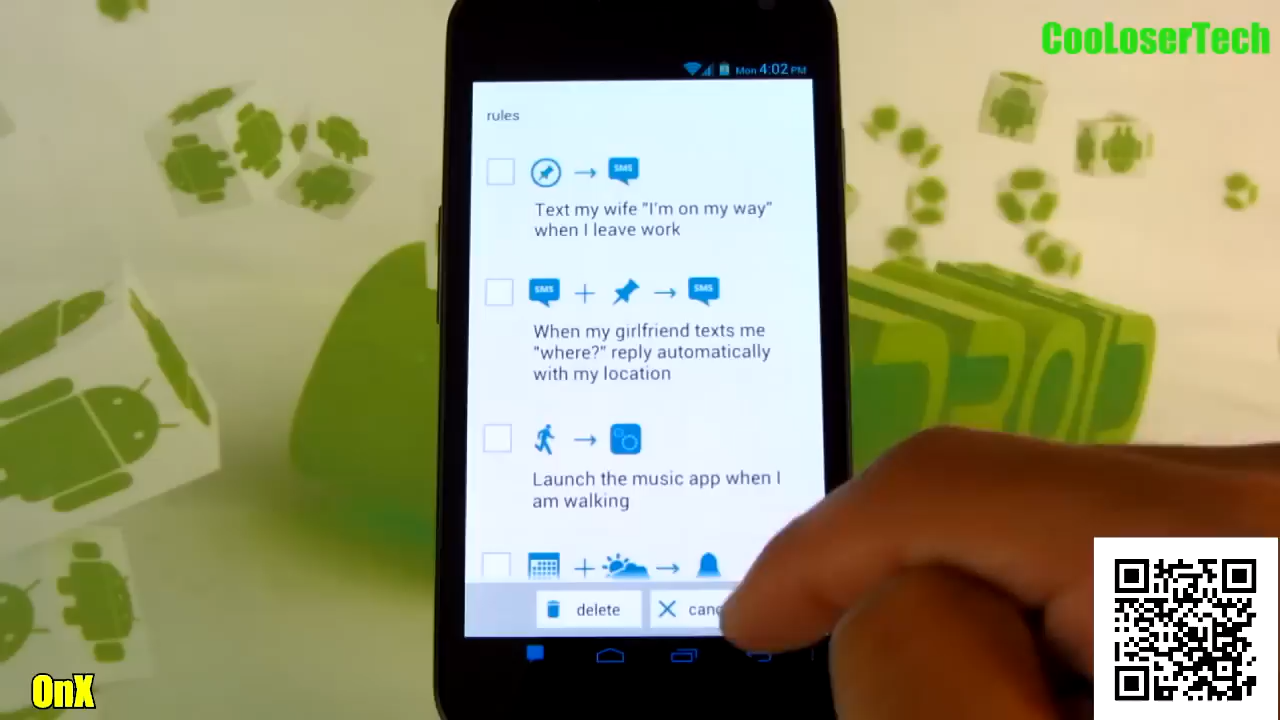 CooLoserTech
Mon 4:02 PM
rules
SMS
Text my wife "I'm on my way"
when I leave work
SMS
SMS
When my girlfriend texts me
"where?" reply automatically
with my location
Launch the music app when I
am walking
delete
OnX